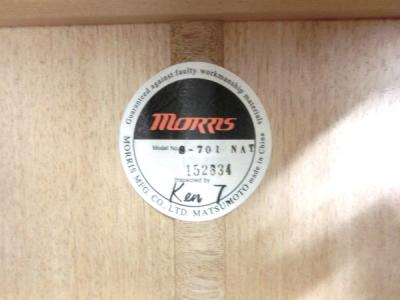 Guaranteed against faulty workmanship materials
MORRIS
Model No. S-701 NAT
152834
Inspected by
Ken T.
MORRIS MFG. CO., LTD. MATSUMOTO made in China